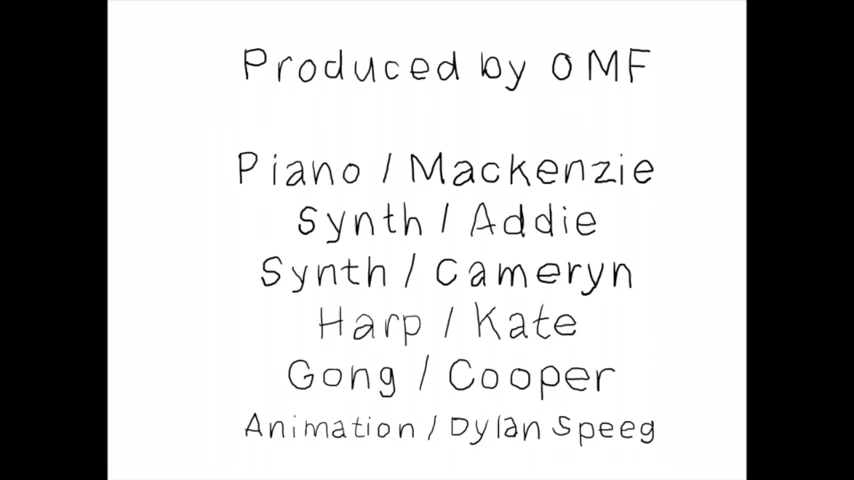 Produced by OMF
Piano / Mackenzie
Synth / Addie
Synth / Cameryn
Harp / Kate
Gong / Cooper
Animation / Dylan Speeg